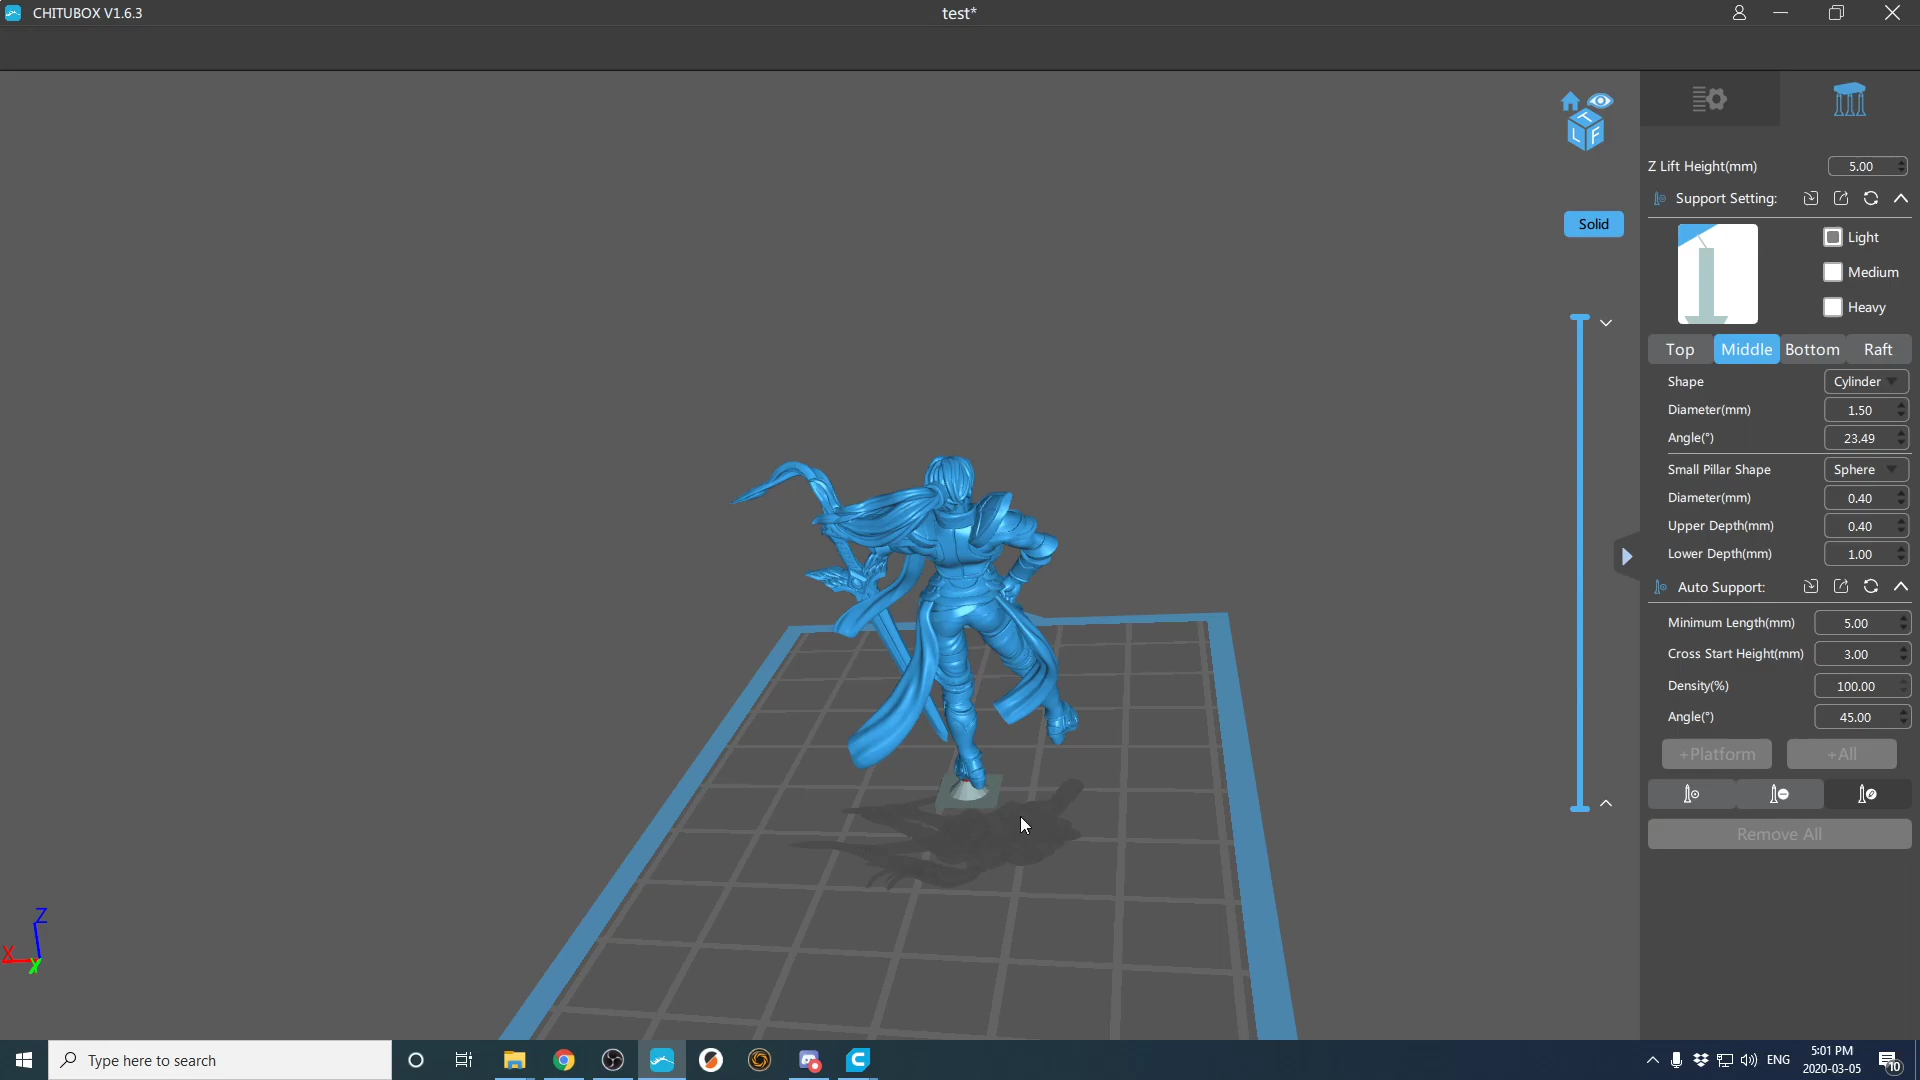 CHITUBOX V1.6.3
test*
T
L F
Solid
Z Lift Height(mm) 5.00
Support Setting:
Light
Medium
Heavy
Top Middle Bottom Raft
Shape Cylinder
Diameter(mm) 1.50
Angle(°) 23.49
Small Pillar Shape Sphere
Diameter(mm) 0.40
Upper Depth(mm) 0.40
Lower Depth(mm) 1.00
Auto Support:
Minimum Length(mm) 5.00
Cross Start Height(mm) 3.00
Density(%) 100.00
Angle(°) 45.00
+Platform +All
Remove All
Z
X
Y
Type here to search
ENG
5:01 PM
2020-03-05
10